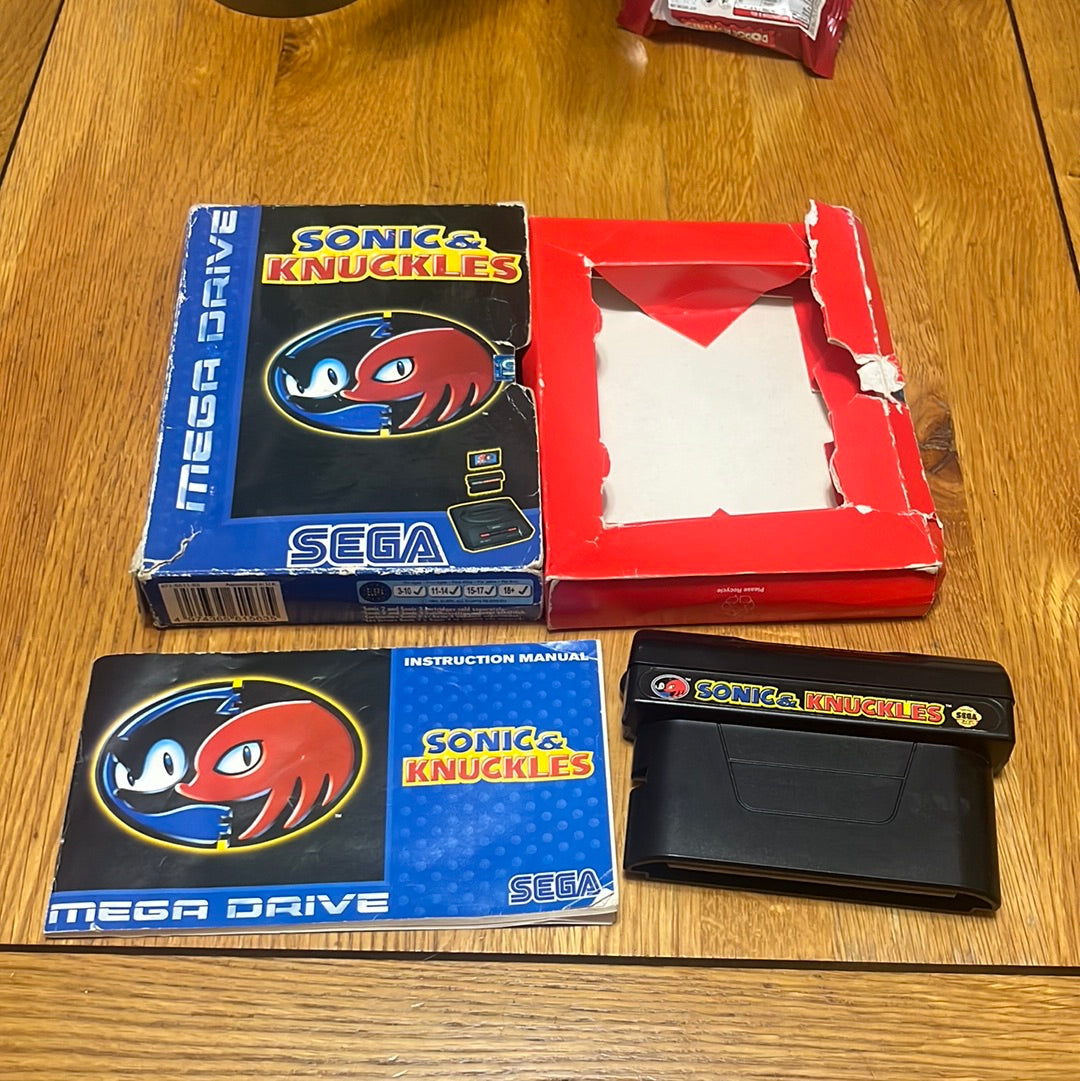 MEGA DRIVE
SONIC &
KNUCKLES
SEGA
3-10 ✓ 11-14 ✓ 15-17 ✓ 18+ ✓
Please Recycle
INSTRUCTION MANUAL
SONIC &
KNUCKLES
SEGA
MEGA DRIVE
SONIC & KNUCKLES™
SEGA